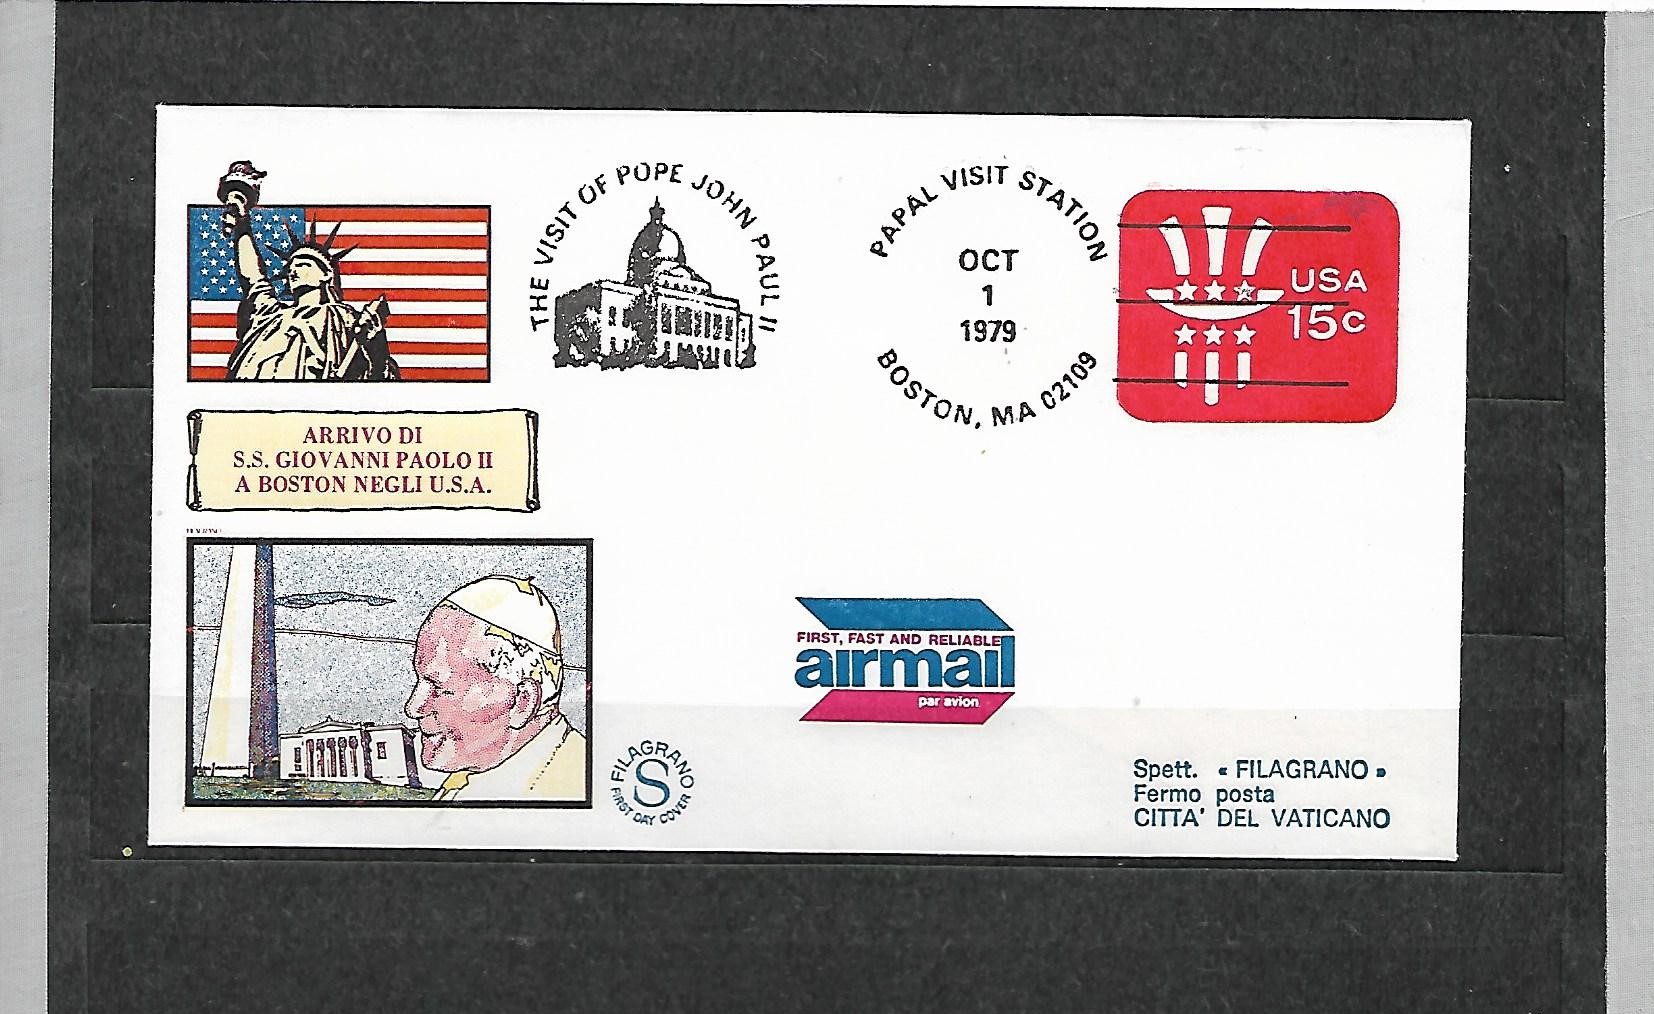 THE VISIT OF POPE JOHN PAUL II
PAPAL VISIT STATION
OCT
1
1979
BOSTON, MA 02109
USA
15c
ARRIVO DI
S.S. GIOVANNI PAOLO II
A BOSTON NEGLI U.S.A.
FILAGRANO
FIRST, FAST AND RELIABLE
airmail
par avion
FILAGRANO
S
FIRST DAY COVER
Spett. « FILAGRANO »
Fermo posta
CITTA' DEL VATICANO